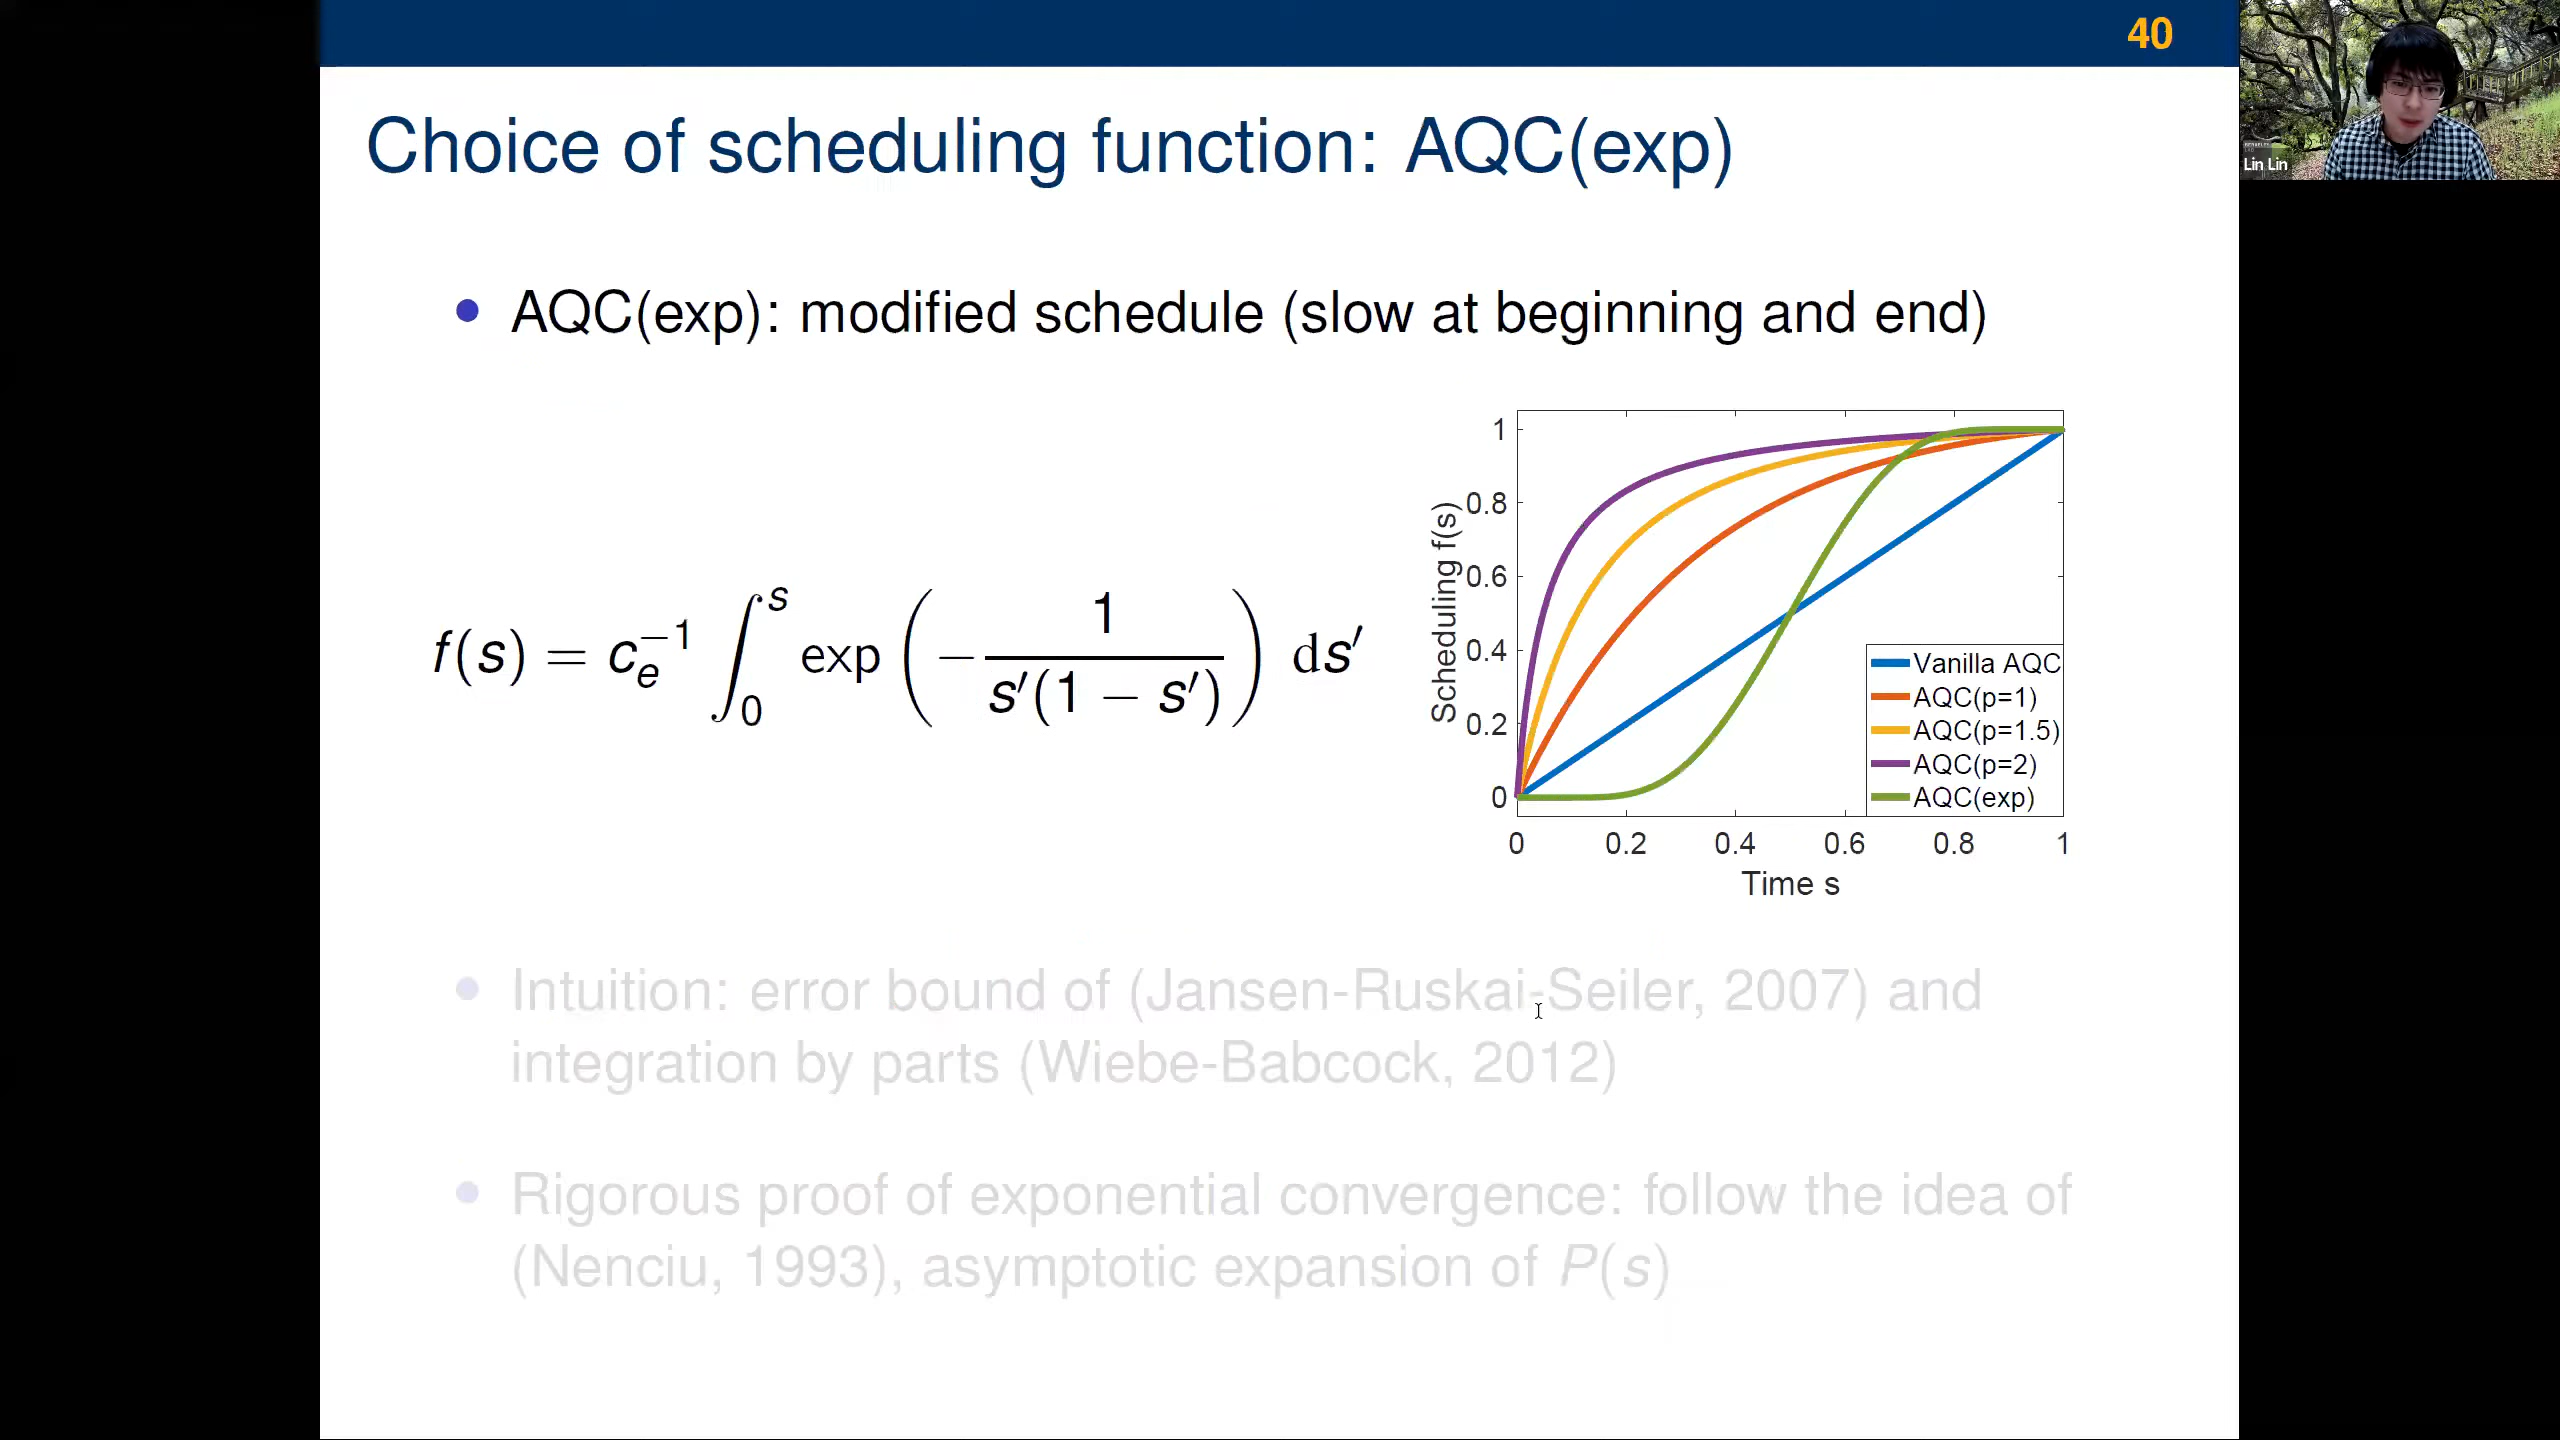 40
Lin Lin
Choice of scheduling function: AQC(exp)
• AQC(exp): modified schedule (slow at beginning and end)
f(s) = c_e^{-1} ∫_0^s exp ( − 1 / s′(1 − s′) ) ds′
Scheduling f(s)
1
0.8
0.6
0.4
0.2
0
0 0.2 0.4 0.6 0.8 1
Time s
Vanilla AQC
AQC(p=1)
AQC(p=1.5)
AQC(p=2)
AQC(exp)
• Intuition: error bound of (Jansen-Ruskai-Seiler, 2007) and
integration by parts (Wiebe-Babcock, 2012)
• Rigorous proof of exponential convergence: follow the idea of
(Nenciu, 1993), asymptotic expansion of P(s)